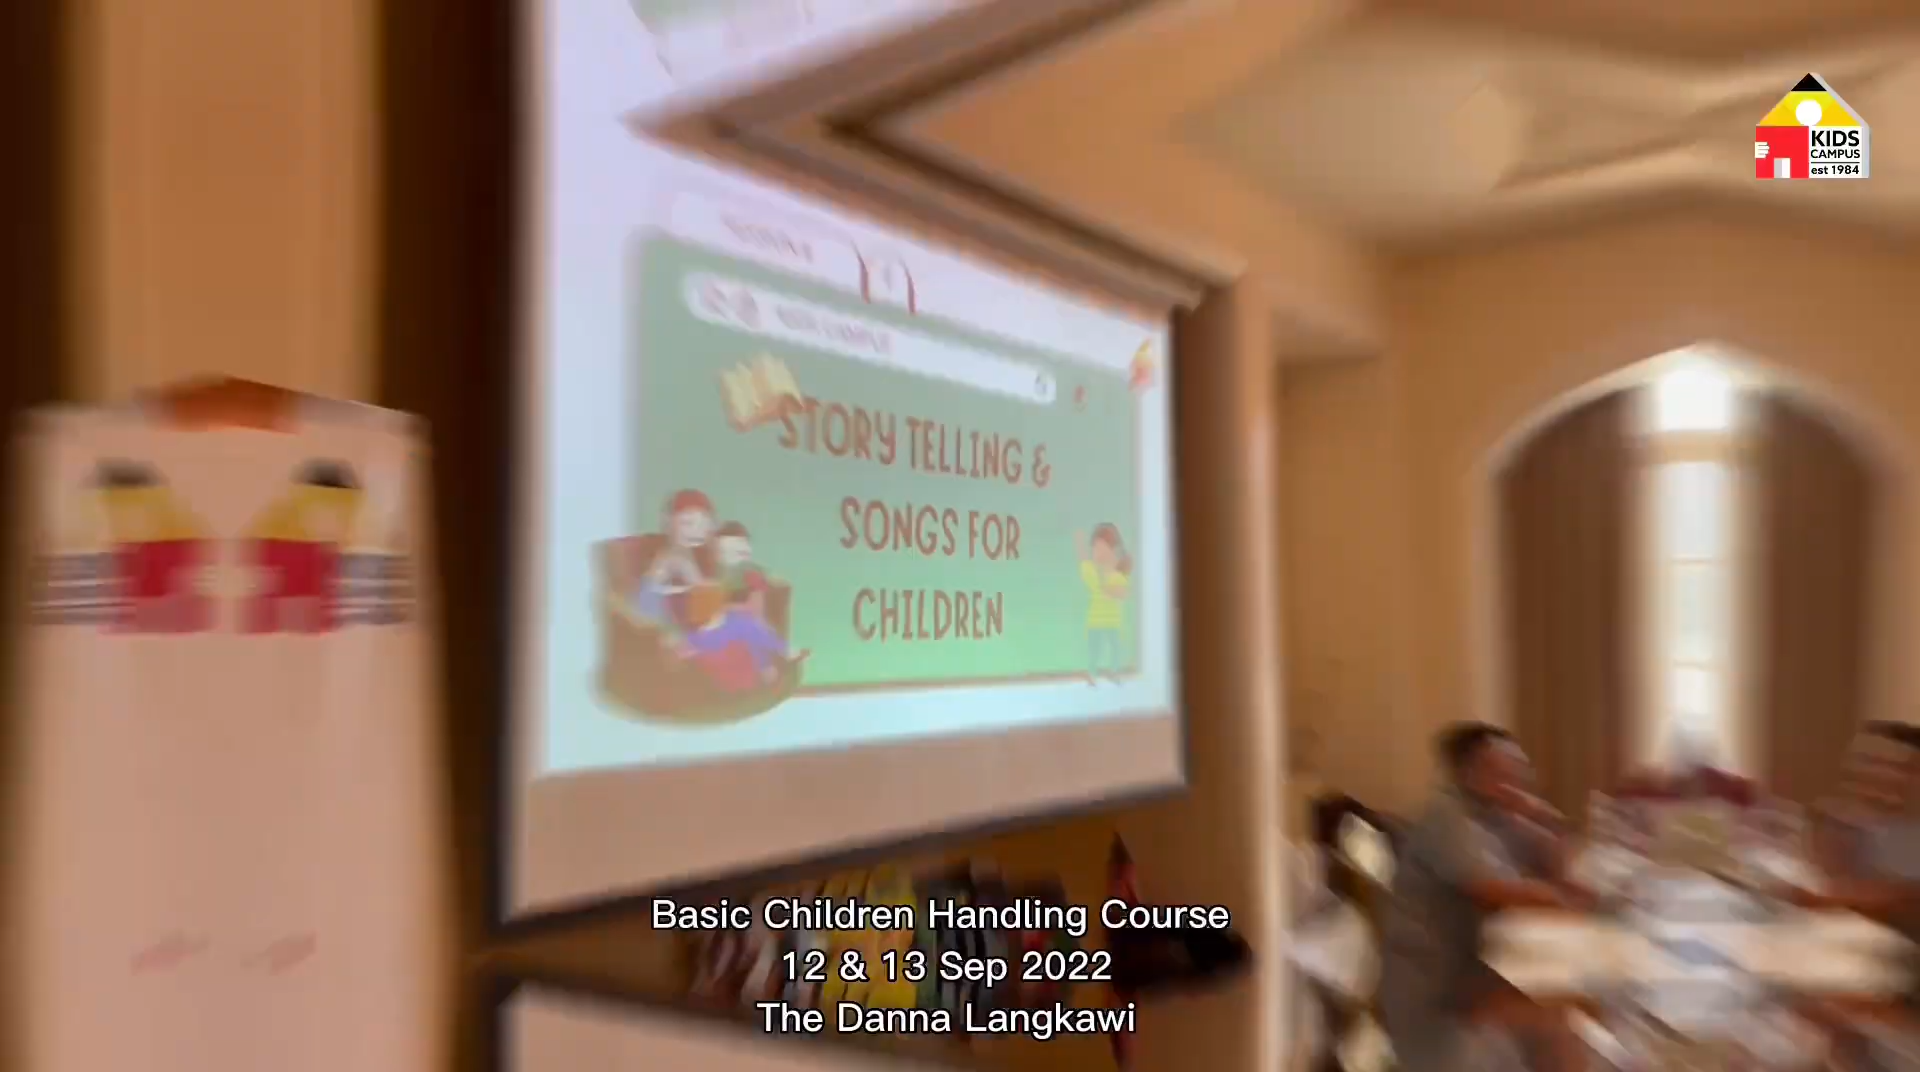 KIDS
CAMPUS
est 1984
STORY TELLING &
SONGS FOR
CHILDREN
Basic Children Handling Course
12 & 13 Sep 2022
The Danna Langkawi